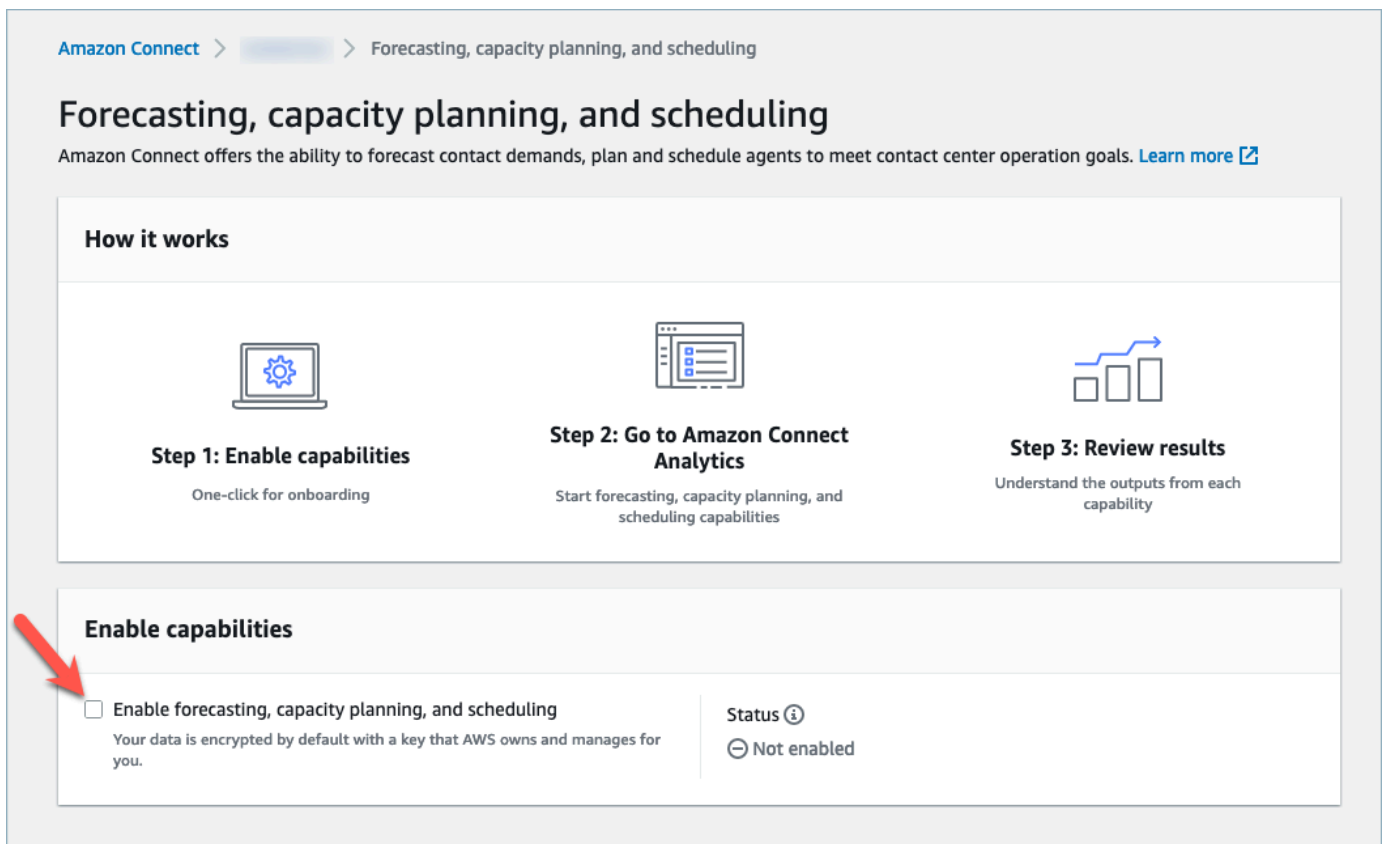 Amazon Connect > > Forecasting, capacity planning, and scheduling
Forecasting, capacity planning, and scheduling
Amazon Connect offers the ability to forecast contact demands, plan and schedule agents to meet contact center operation goals. Learn more
How it works
Step 1: Enable capabilities
One-click for onboarding
Step 2: Go to Amazon Connect
Analytics
Start forecasting, capacity planning, and
scheduling capabilities
Step 3: Review results
Understand the outputs from each
capability
Enable capabilities
Enable forecasting, capacity planning, and scheduling
Your data is encrypted by default with a key that AWS owns and manages for
you.
Status
Not enabled